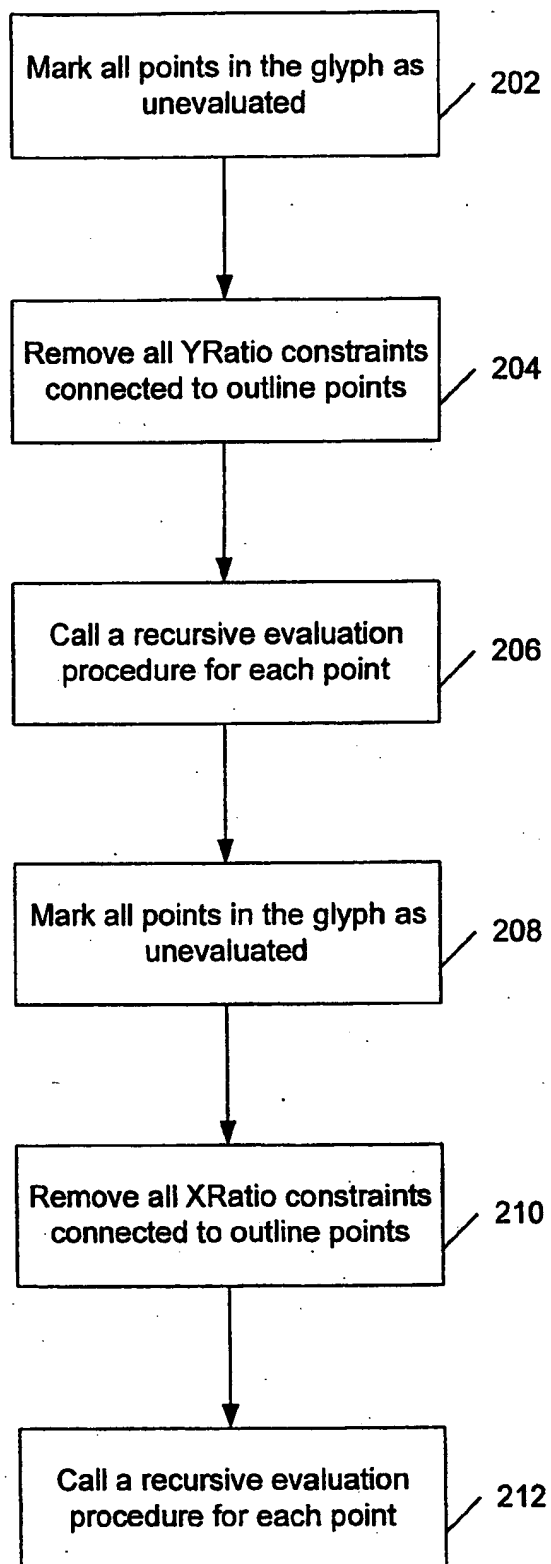 Mark all points in the glyph as
unevaluated
202
Remove all YRatio constraints
connected to outline points
204
Call a recursive evaluation
procedure for each point
206
Mark all points in the glyph as
unevaluated
208
Remove all XRatio constraints
connected to outline points
210
Call a recursive evaluation
procedure for each point
212